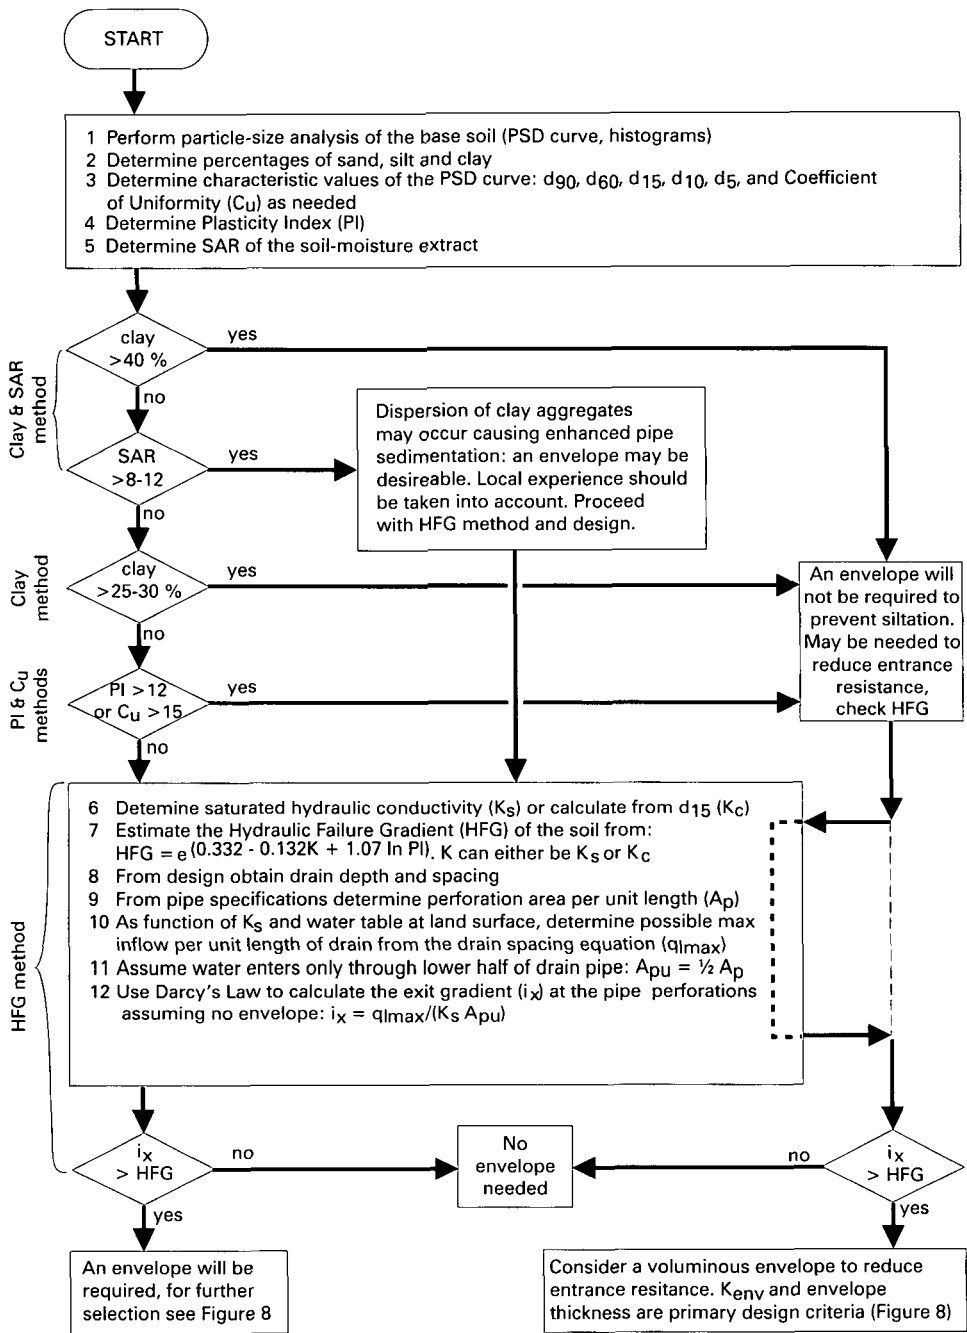 START
1 Perform particle-size analysis of the base soil (PSD curve, histograms)
2 Determine percentages of sand, silt and clay
3 Determine characteristic values of the PSD curve: d90, d60, d15, d10, d5, and Coefficient
of Uniformity (Cu) as needed
4 Determine Plasticity Index (PI)
5 Determine SAR of the soil-moisture extract
Clay & SAR
method
clay
>40 %
yes
no
SAR
>8-12
yes
no
Dispersion of clay aggregates
may occur causing enhanced pipe
sedimentation: an envelope may be
desireable. Local experience should
be taken into account. Proceed
with HFG method and design.
Clay
method
clay
>25-30 %
yes
no
An envelope will
not be required to
prevent siltation.
May be needed to
reduce entrance
resistance,
check HFG
PI & Cu
methods
PI >12
or Cu >15
yes
no
HFG method
6 Detemine saturated hydraulic conductivity (Ks) or calculate from d15 (Kc)
7 Estimate the Hydraulic Failure Gradient (HFG) of the soil from:
HFG = e(0.332 - 0.132K + 1.07 ln PI). K can either be Ks or Kc
8 From design obtain drain depth and spacing
9 From pipe specifications determine perforation area per unit length (Ap)
10 As function of Ks and water table at land surface, determine possible max
inflow per unit length of drain from the drain spacing equation (qlmax)
11 Assume water enters only through lower half of drain pipe: Apu = ½ Ap
12 Use Darcy's Law to calculate the exit gradient (ix) at the pipe perforations
assuming no envelope: ix = qlmax/(Ks Apu)
ix
> HFG
no
yes
No
envelope
needed
ix
> HFG
no
yes
An envelope will be
required, for further
selection see Figure 8
Consider a voluminous envelope to reduce
entrance resitance. Kenv and envelope
thickness are primary design criteria (Figure 8)